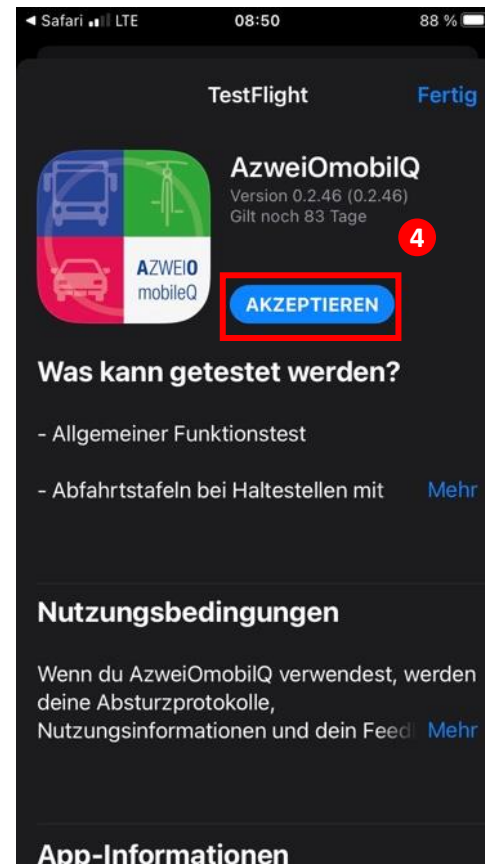 ◀ Safari LTE 08:50 88 %
TestFlight Fertig
AzweiOmobilQ
Version 0.2.46 (0.2.46)
Gilt noch 83 Tage
4
AZWEIO
mobileQ
AKZEPTIEREN
Was kann getestet werden?
- Allgemeiner Funktionstest
- Abfahrtstafeln bei Haltestellen mit Mehr
Nutzungsbedingungen
Wenn du AzweiOmobilQ verwendest, werden
deine Absturzprotokolle,
Nutzungsinformationen und dein Feed Mehr
App-Informationen